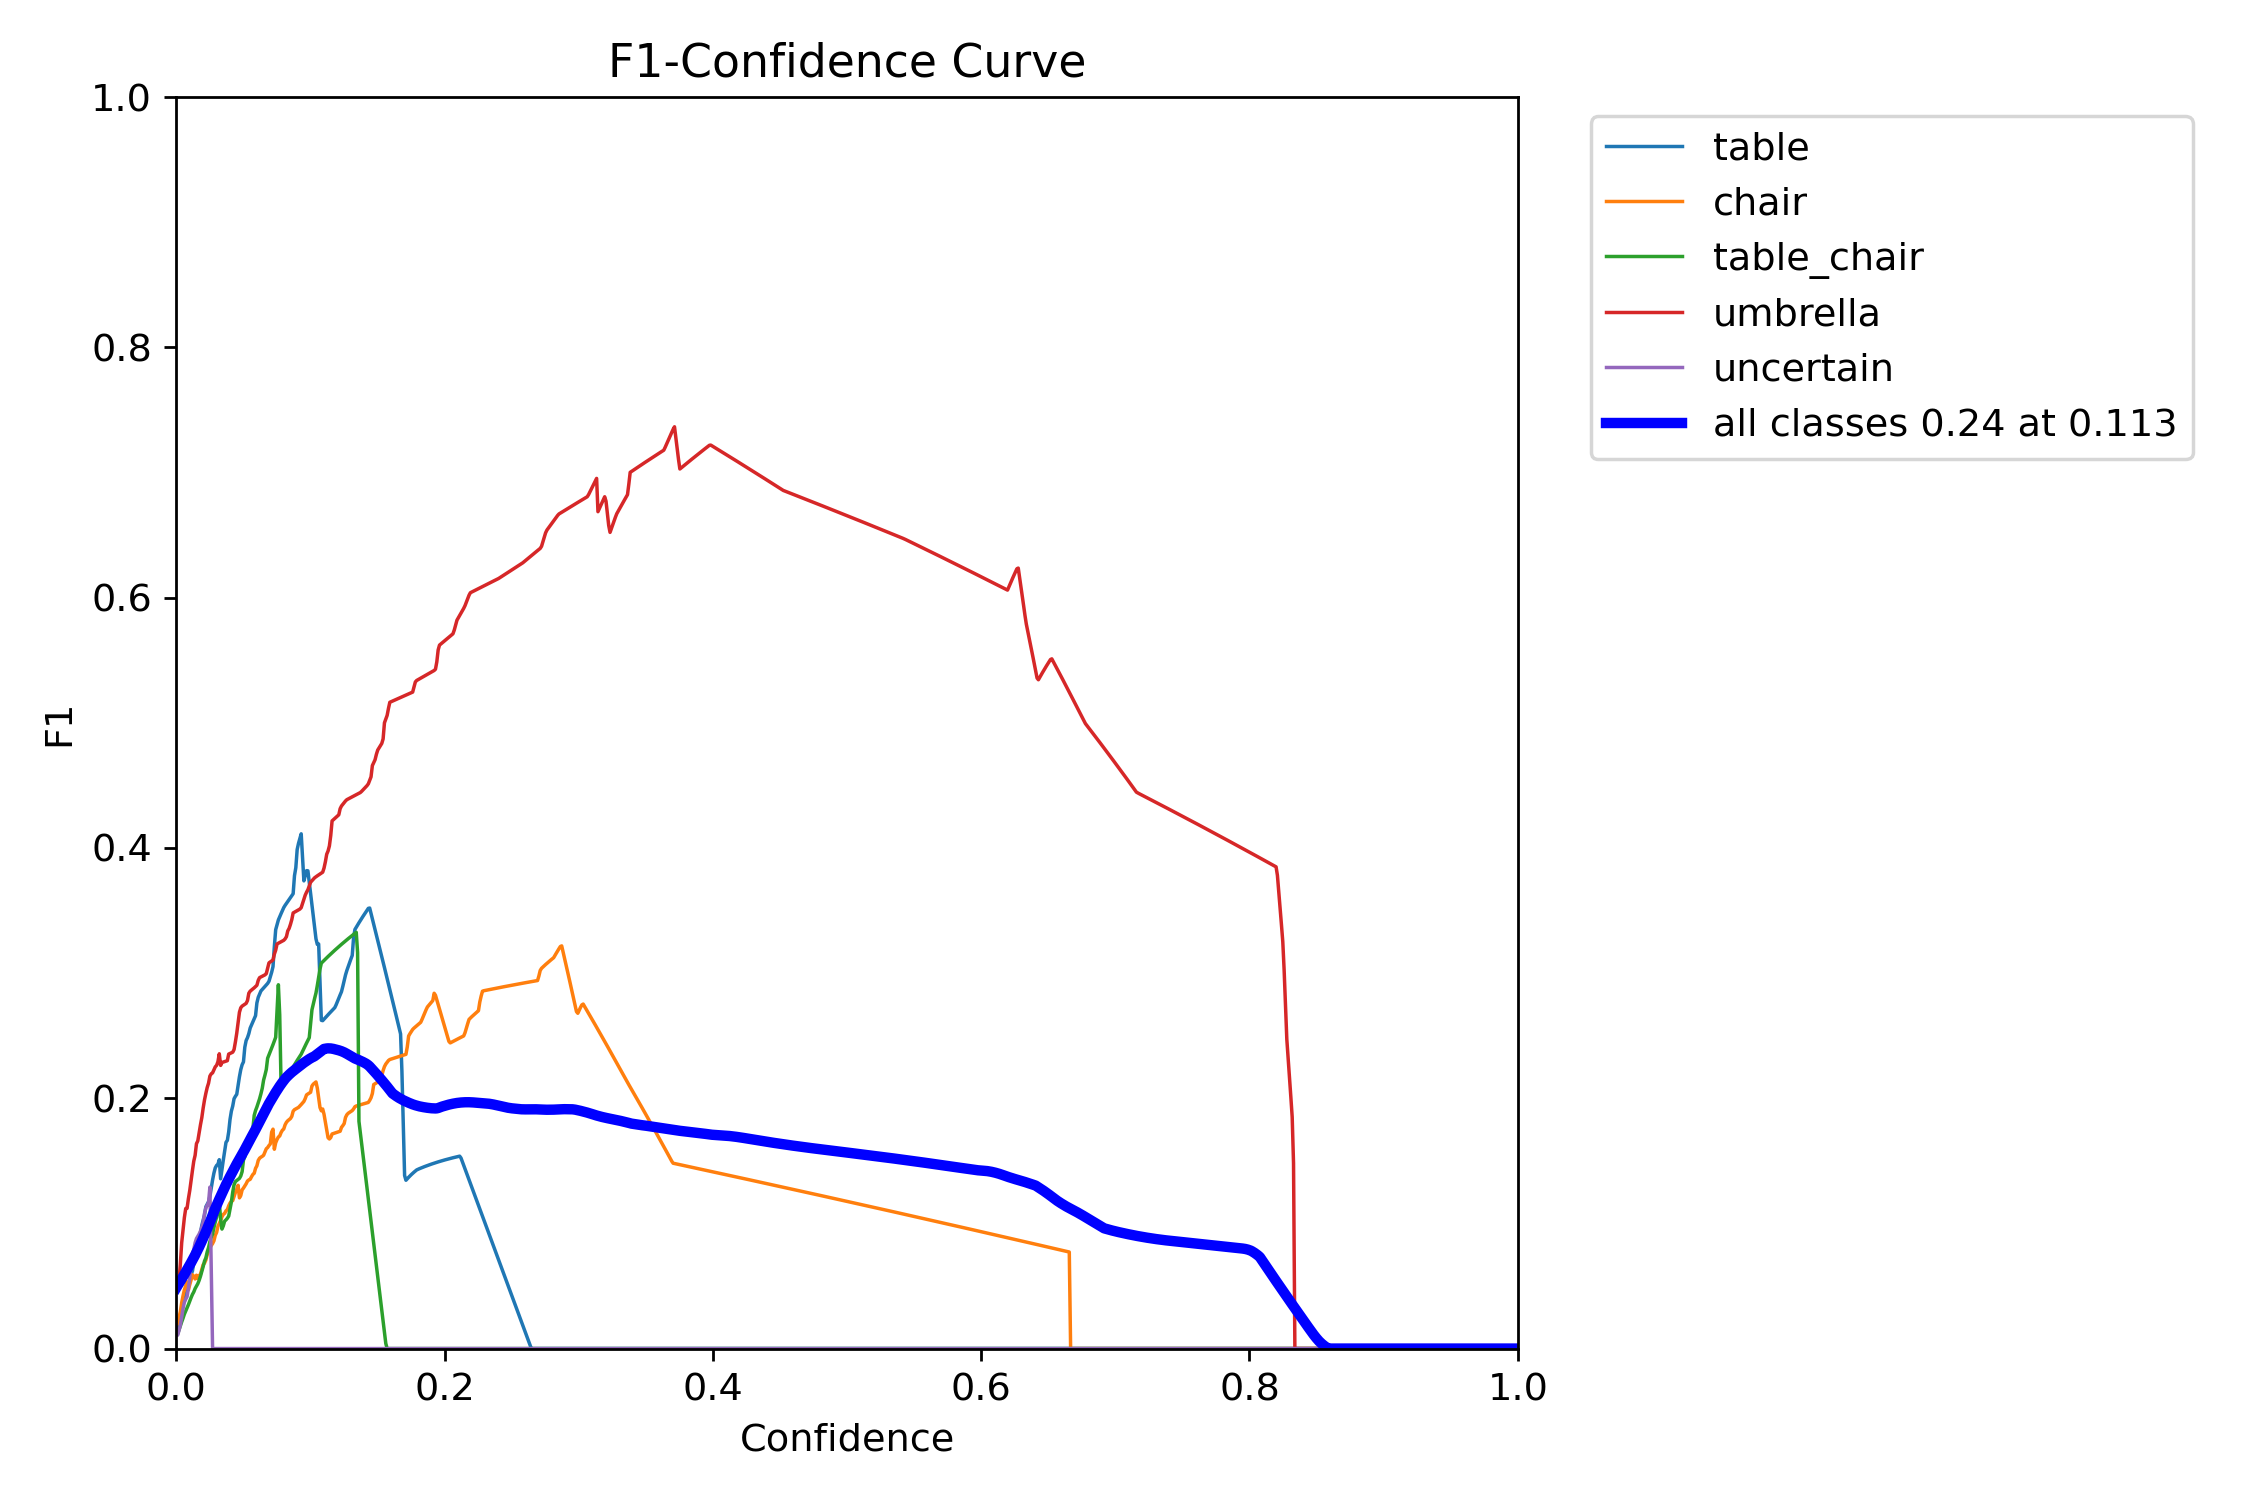 F1-Confidence Curve
1.0
0.8
0.6
0.4
0.2
0.0
F1
0.0 0.2 0.4 0.6 0.8 1.0
Confidence
table
chair
table_chair
umbrella
uncertain
all classes 0.24 at 0.113